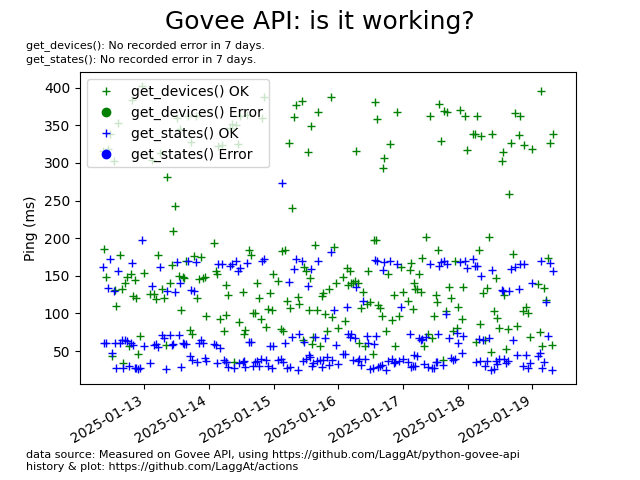 Govee API: is it working?
get_devices(): No recorded error in 7 days.
get_states(): No recorded error in 7 days.
400
350
300
250
200
150
100
50
Ping (ms)
get_devices() OK
get_devices() Error
get_states() OK
get_states() Error
2025-01-13
2025-01-14
2025-01-15
2025-01-16
2025-01-17
2025-01-18
2025-01-19
data source: Measured on Govee API, using https://github.com/LaggAt/python-govee-api
history & plot: https://github.com/LaggAt/actions